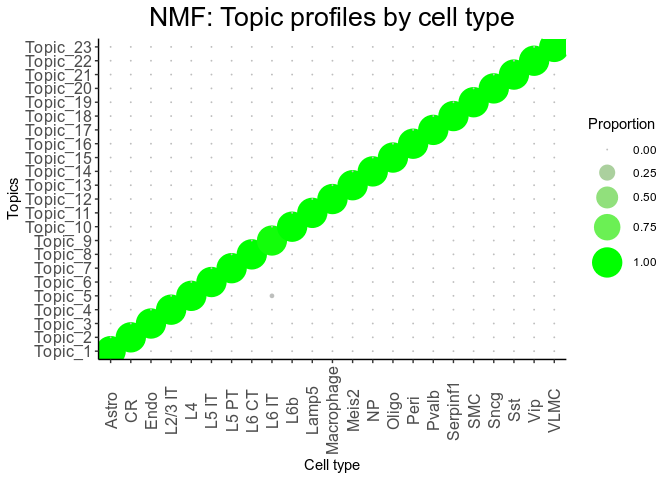 NMF: Topic profiles by cell type
Topics
Topic_23
Topic_22
Topic_21
Topic_20
Topic_19
Topic_18
Topic_17
Topic_16
Topic_15
Topic_14
Topic_13
Topic_12
Topic_11
Topic_10
Topic_9
Topic_8
Topic_7
Topic_6
Topic_5
Topic_4
Topic_3
Topic_2
Topic_1
Astro
CR
Endo
L2/3 IT
L4
L5 IT
L5 PT
L6 CT
L6 IT
L6b
Lamp5
Macrophage
Meis2
NP
Oligo
Peri
Pvalb
Serpinf1
SMC
Sncg
Sst
Vip
VLMC
Cell type
Proportion
0.00
0.25
0.50
0.75
1.00